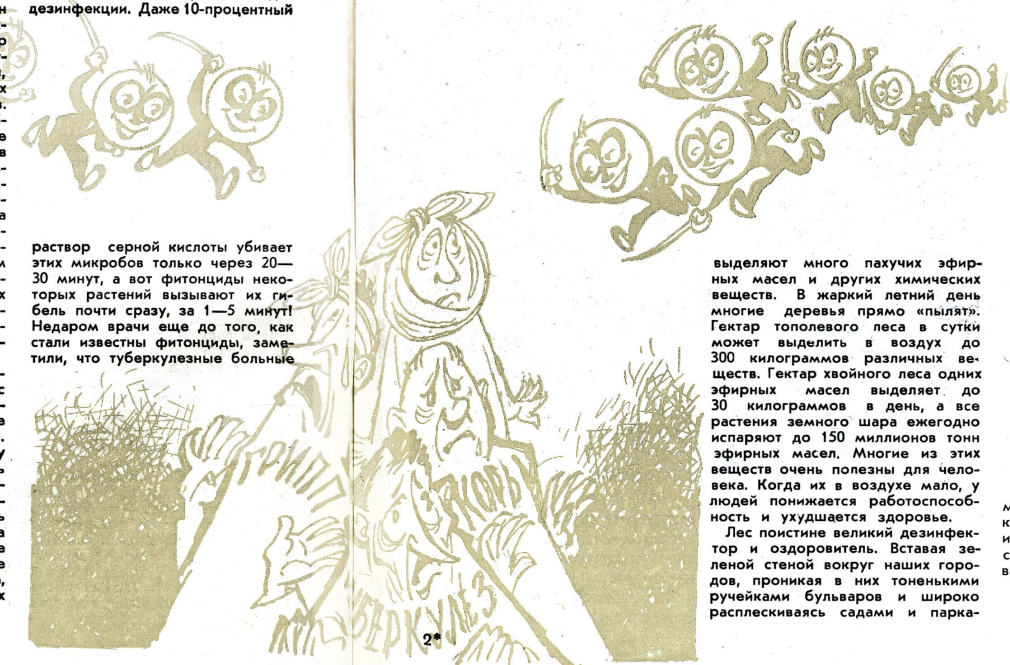 дезинфекции. Даже 10-процентный
раствор серной кислоты убивает
этих микробов только через 20—
30 минут, а вот фитонциды неко-
торых растений вызывают их ги-
бель почти сразу, за 1—5 минут!
Недаром врачи еще до того, как
стали известны фитонциды, заме-
тили, что туберкулезные больные
ГРИПП
КОКЛЮШ
2*
выделяют много пахучих эфир-
ных масел и других химических
веществ. В жаркий летний день
многие деревья прямо «пылят».
Гектар тополевого леса в сутки
может выделить в воздух до
300 килограммов различных ве-
ществ. Гектар хвойного леса одних
эфирных масел выделяет до
30 килограммов в день, а все
растения земного шара ежегодно
испаряют до 150 миллионов тонн
эфирных масел. Многие из этих
веществ очень полезны для чело-
века. Когда их в воздухе мало, у
людей понижается работоспособ-
ность и ухудшается здоровье.
Лес поистине великий дезинфек-
тор и оздоровитель. Вставая зе-
леной стеной вокруг наших горо-
дов, проникая в них тоненькими
ручейками бульваров и широко
расплескиваясь садами и парка-